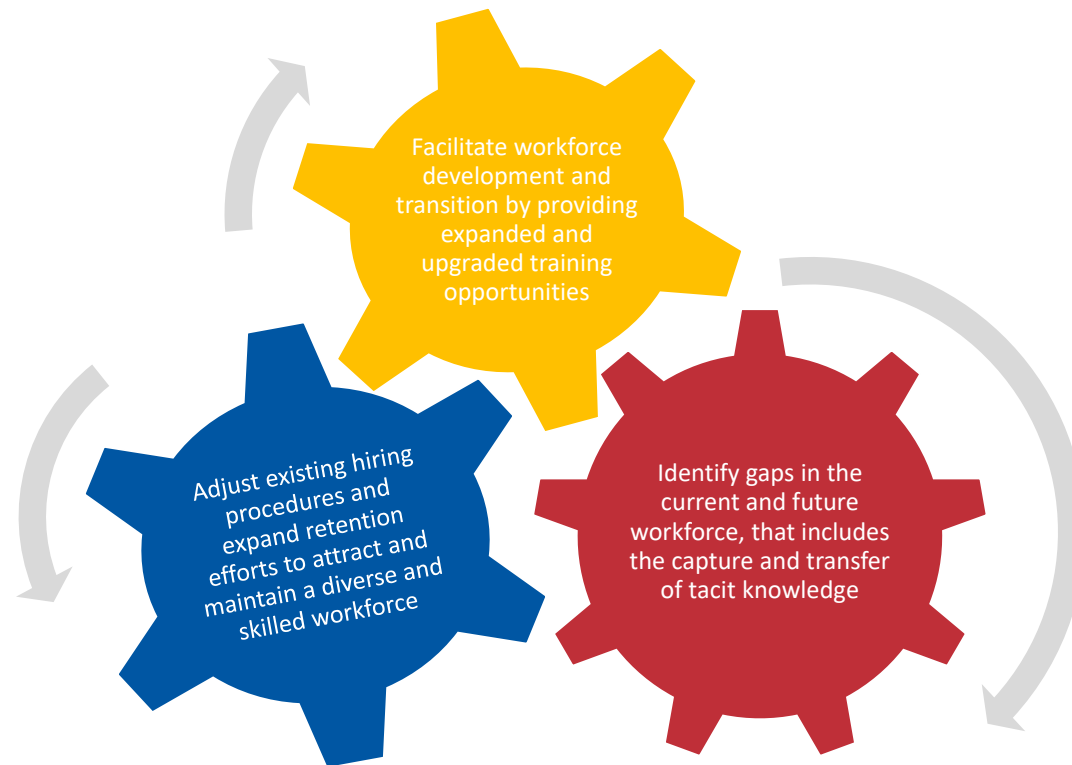 Facilitate workforce
development and
transition by providing
expanded and
upgraded training
opportunities
Adjust existing hiring
procedures and
expand retention
efforts to attract and
maintain a diverse and
skilled workforce
Identify gaps in the
current and future
workforce, that includes
the capture and transfer
of tacit knowledge